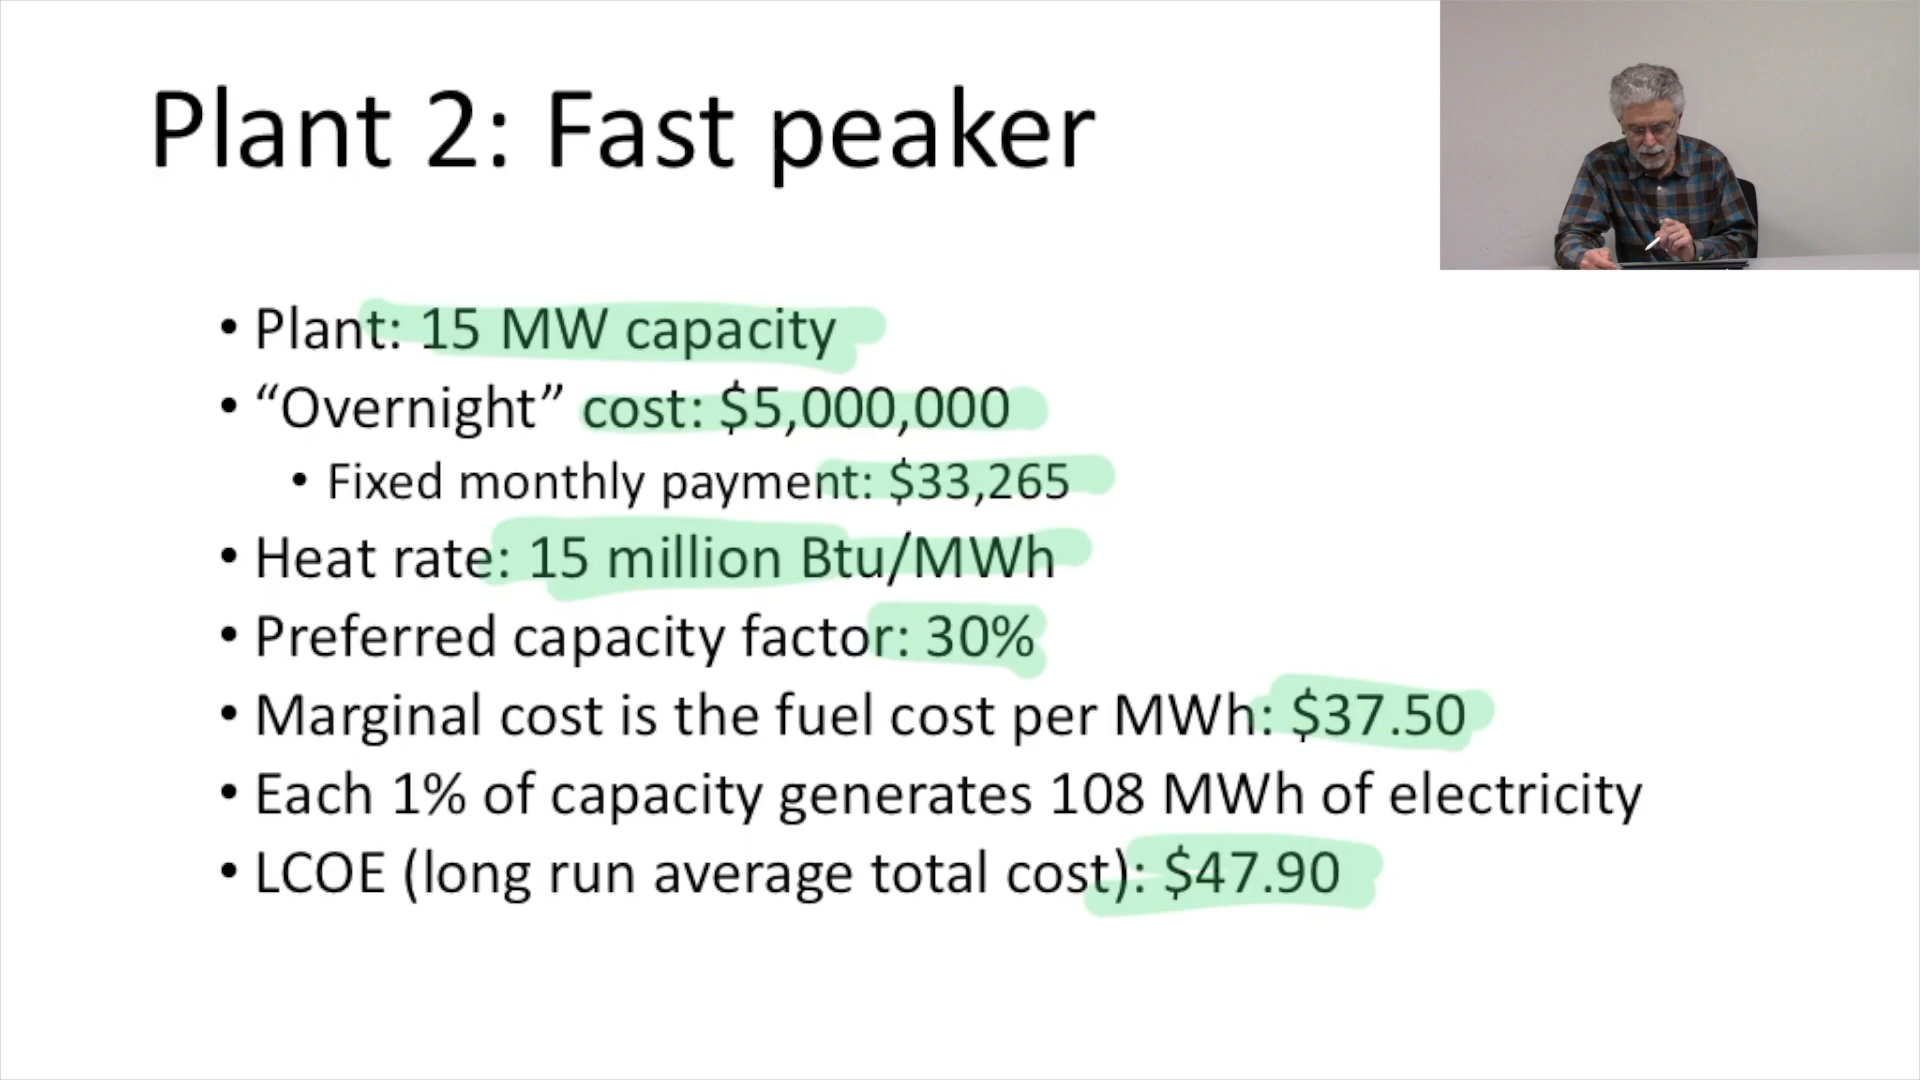 Plant 2: Fast peaker
• Plant: 15 MW capacity
• “Overnight” cost: $5,000,000
• Fixed monthly payment: $33,265
• Heat rate: 15 million Btu/MWh
• Preferred capacity factor: 30%
• Marginal cost is the fuel cost per MWh: $37.50
• Each 1% of capacity generates 108 MWh of electricity
• LCOE (long run average total cost): $47.90